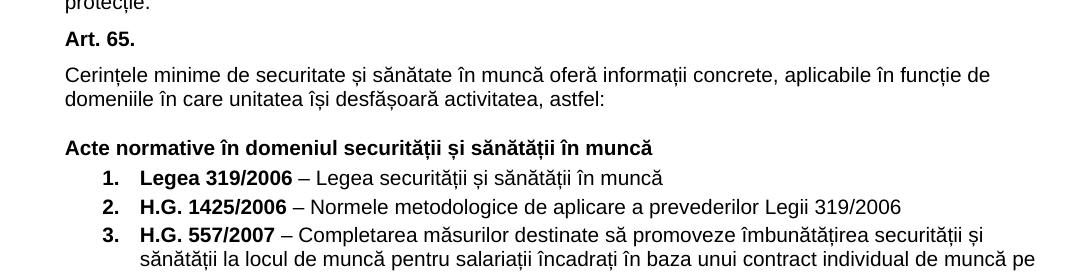 protecție.
Art. 65.
Cerințele minime de securitate și sănătate în muncă oferă informații concrete, aplicabile în funcție de
domeniile în care unitatea își desfășoară activitatea, astfel:
Acte normative în domeniul securității și sănătății în muncă
1. Legea 319/2006 – Legea securității și sănătății în muncă
2. H.G. 1425/2006 – Normele metodologice de aplicare a prevederilor Legii 319/2006
3. H.G. 557/2007 – Completarea măsurilor destinate să promoveze îmbunătățirea securității și
sănătății la locul de muncă pentru salariații încadrați în baza unui contract individual de muncă pe